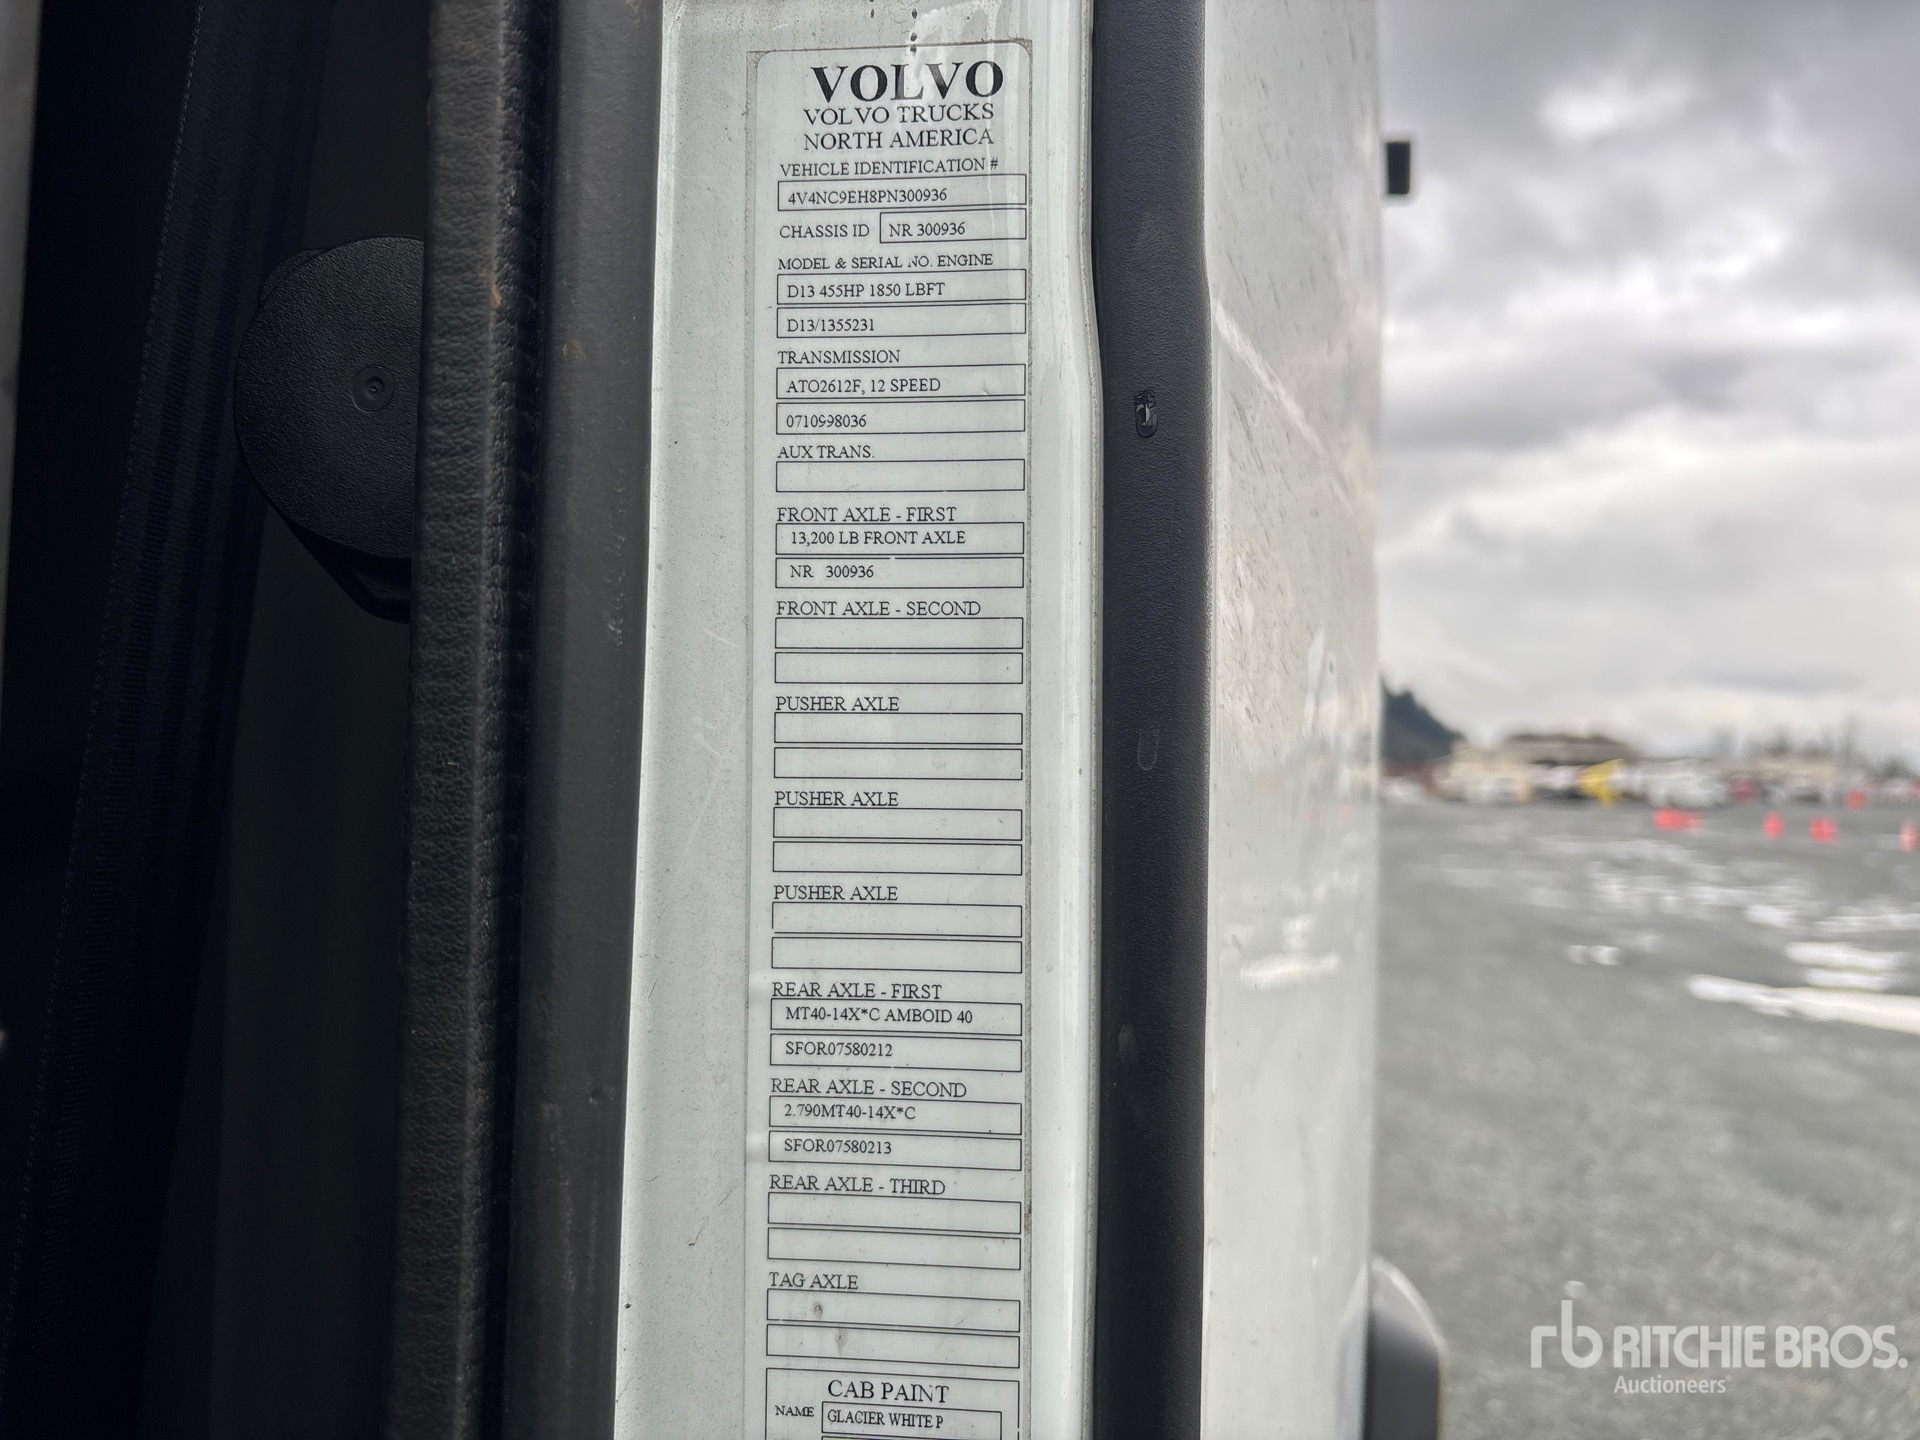 VOLVO
VOLVO TRUCKS
NORTH AMERICA
VEHICLE IDENTIFICATION #
4V4NC9EH8PN300936
CHASSIS ID NR 300936
MODEL & SERIAL NO. ENGINE
D13 455HP 1850 LBFT
D13/1355231
TRANSMISSION
ATO2612F, 12 SPEED
0710998036
AUX TRANS.
FRONT AXLE - FIRST
13,200 LB FRONT AXLE
NR 300936
FRONT AXLE - SECOND
PUSHER AXLE
PUSHER AXLE
PUSHER AXLE
REAR AXLE - FIRST
MT40-14X*C AMBOID 40
SFOR07580212
REAR AXLE - SECOND
2.790MT40-14X*C
SFOR07580213
REAR AXLE - THIRD
TAG AXLE
CAB PAINT
NAME GLACIER WHITE P
rb RITCHIE BROS.
Auctioneers